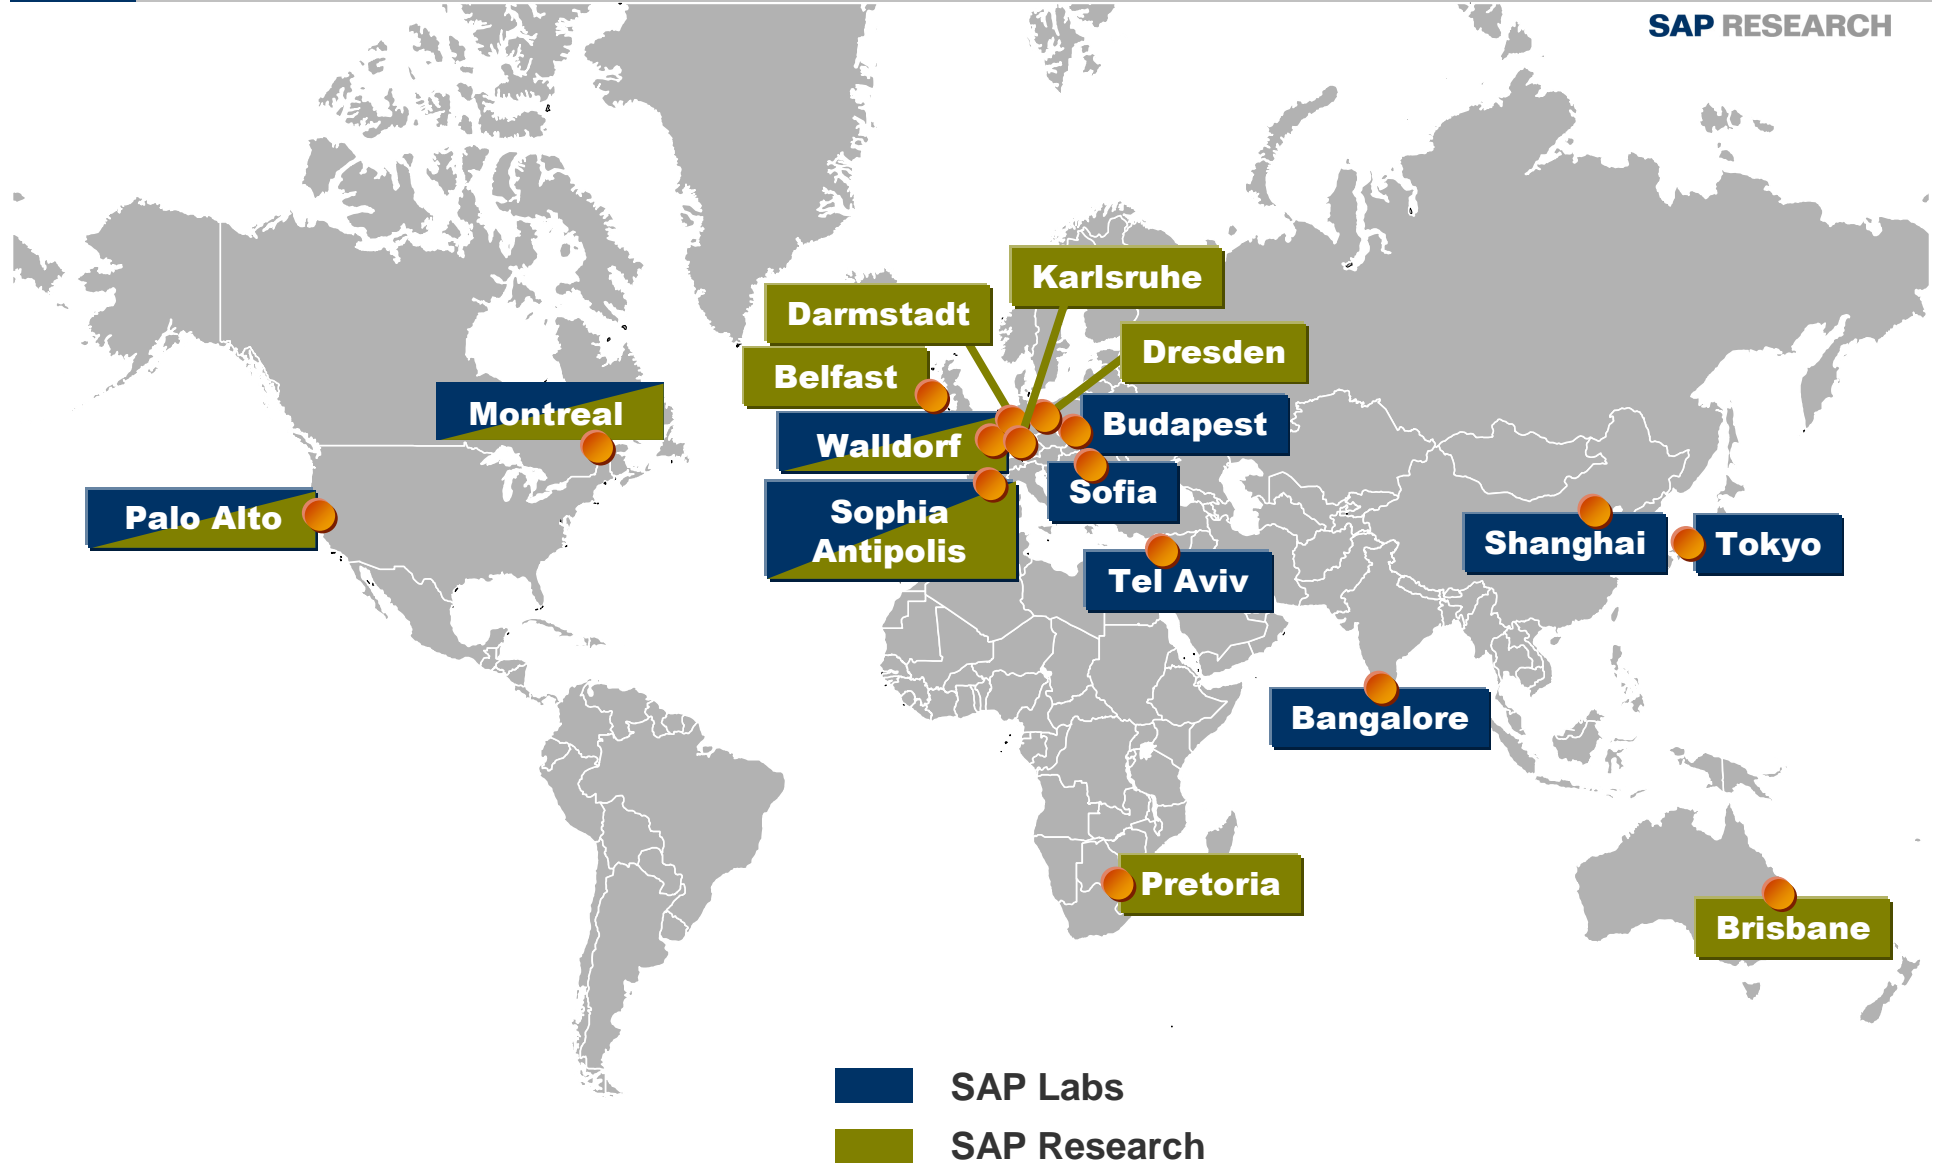 SAP RESEARCH
Karlsruhe
Darmstadt
Dresden
Belfast
Montreal
Budapest
Walldorf
Sofia
Palo Alto
Sophia
Antipolis
Shanghai
Tokyo
Tel Aviv
Bangalore
Pretoria
Brisbane
SAP Labs
SAP Research